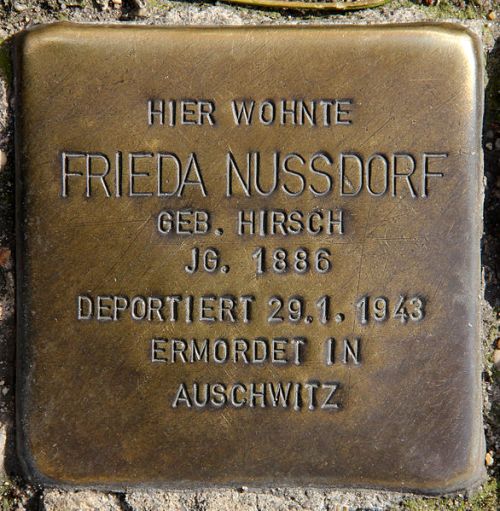 HIER WOHNTE
FRIEDA NUSSDORF
GEB. HIRSCH
JG. 1886
DEPORTIERT 29.1.1943
ERMORDET IN
AUSCHWITZ